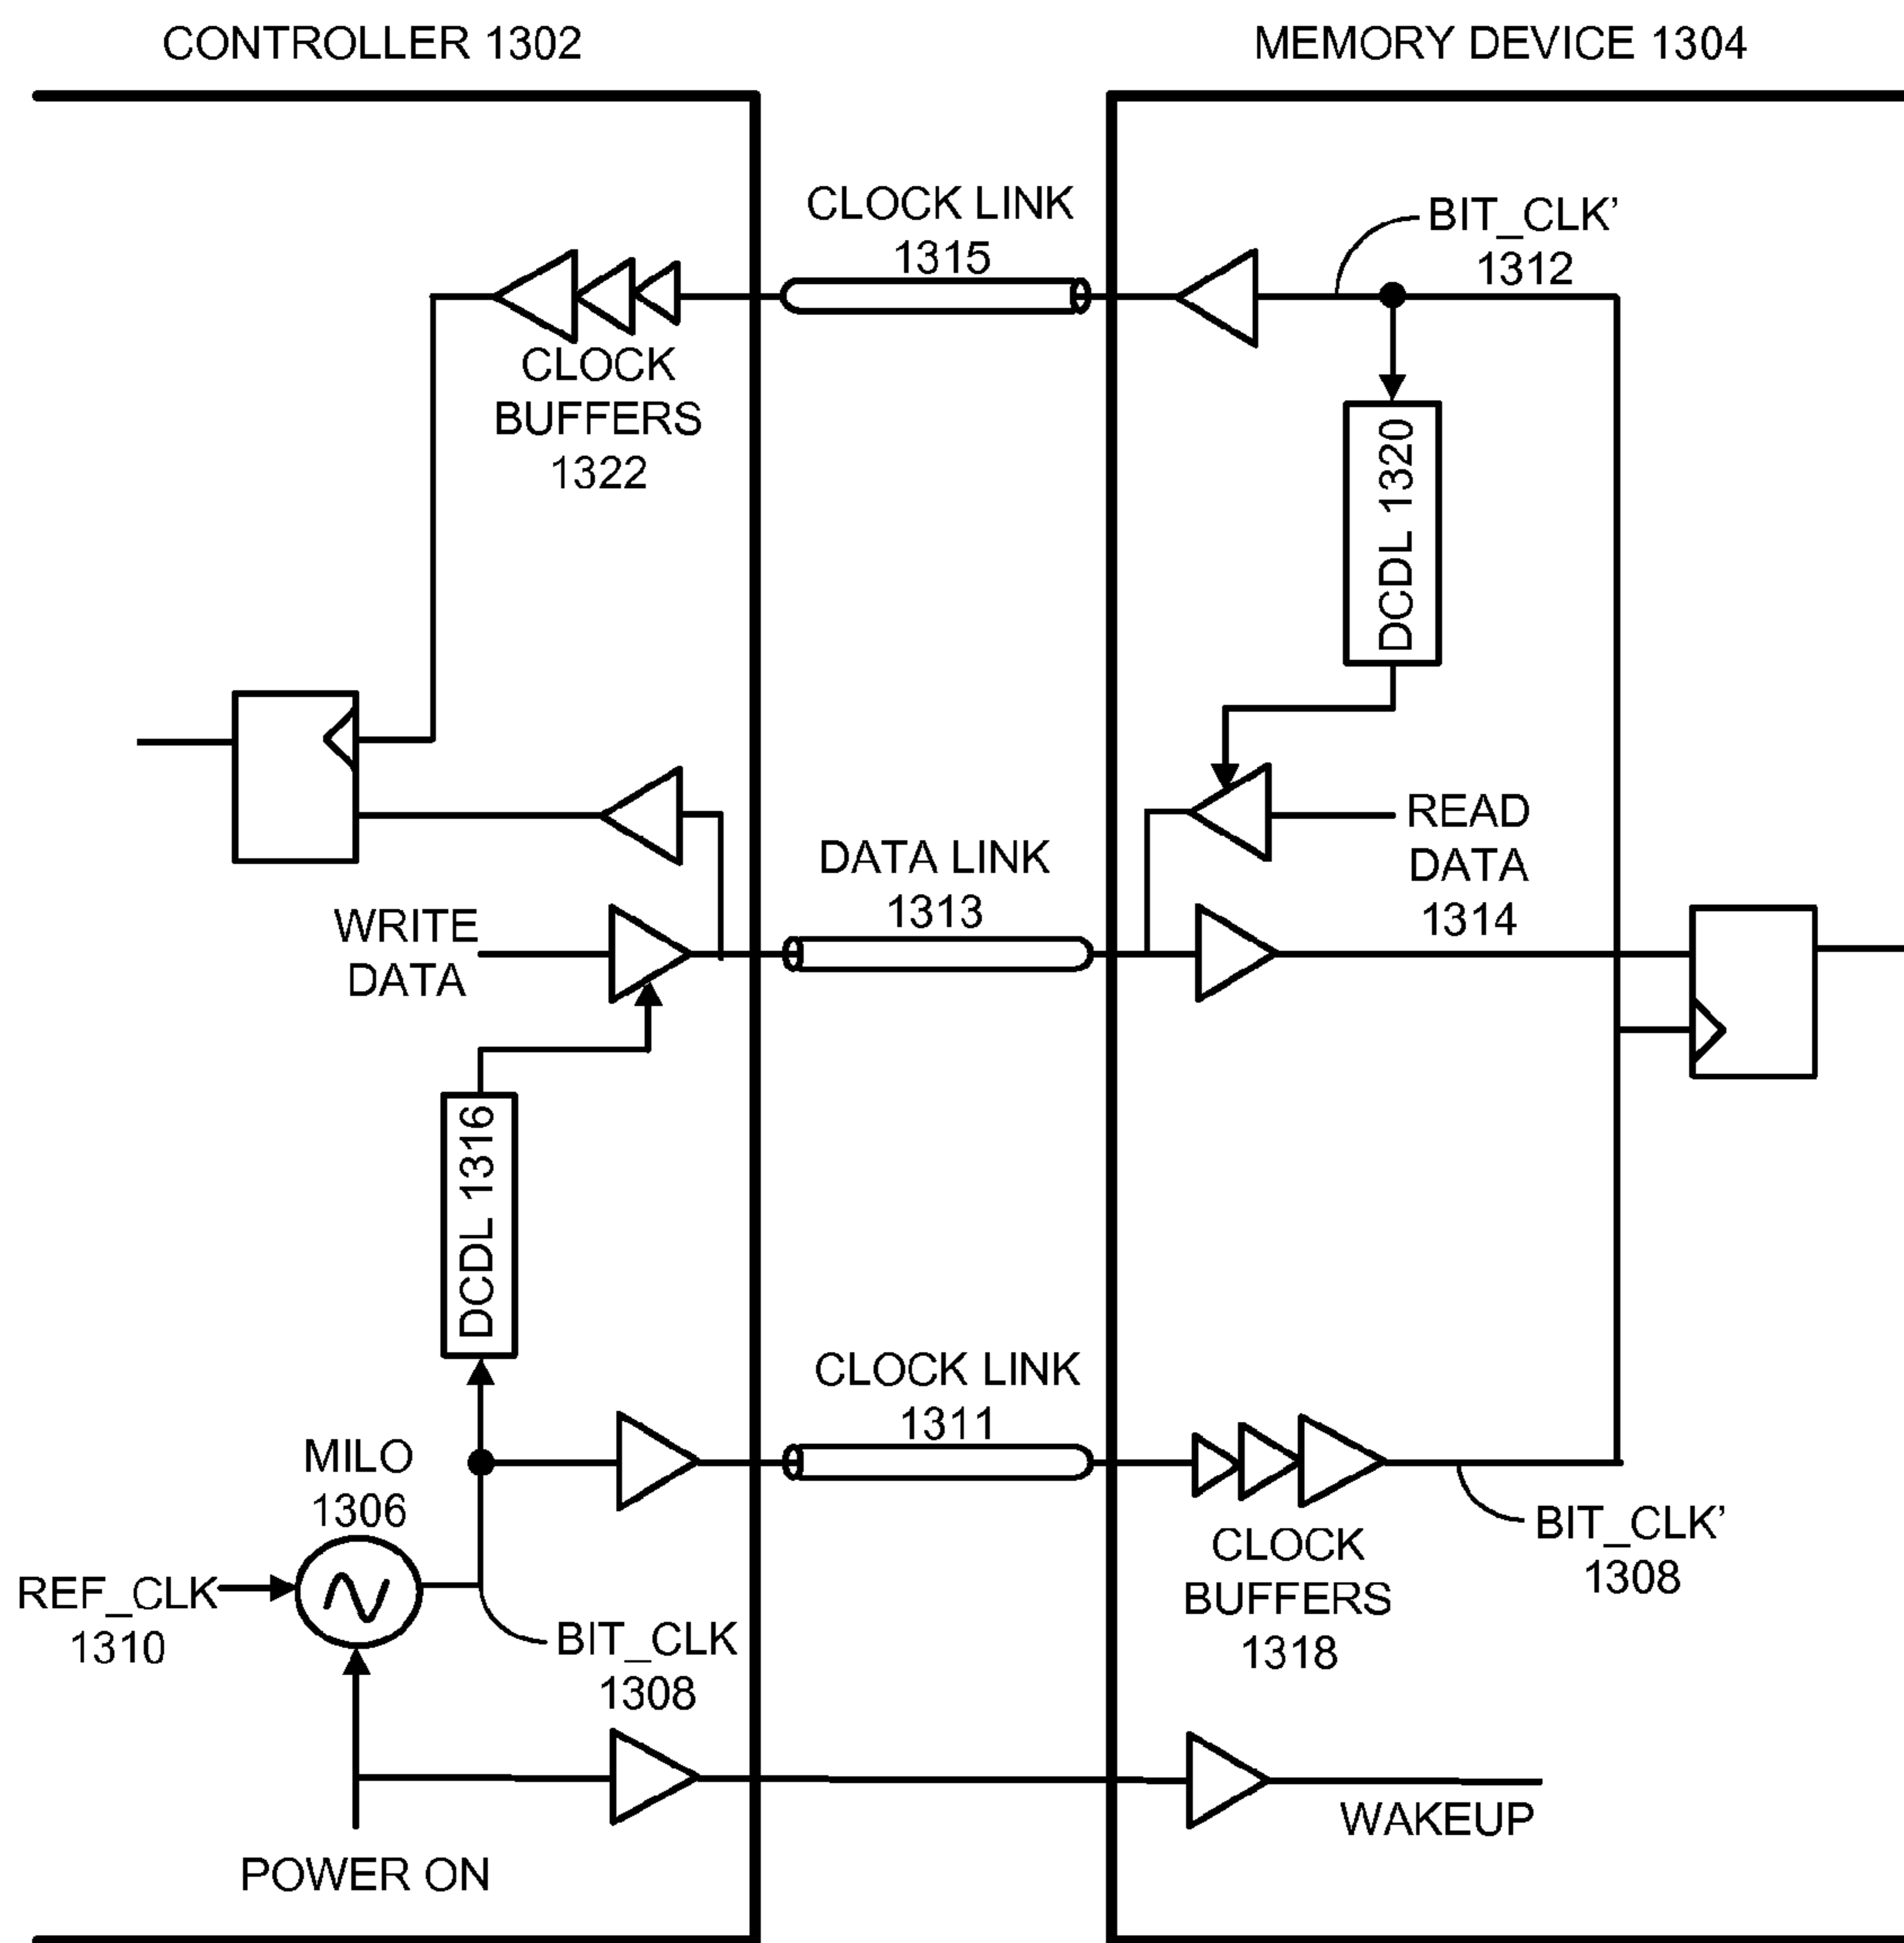 CONTROLLER 1302
MEMORY DEVICE 1304
CLOCK LINK
1315
BIT_CLK’
1312
CLOCK
BUFFERS
1322
DCDL 1320
READ
DATA
1314
DATA LINK
1313
WRITE
DATA
DCDL 1316
CLOCK LINK
1311
MILO
1306
REF_CLK
1310
BIT_CLK
1308
CLOCK
BUFFERS
1318
BIT_CLK’
1308
POWER ON
WAKEUP